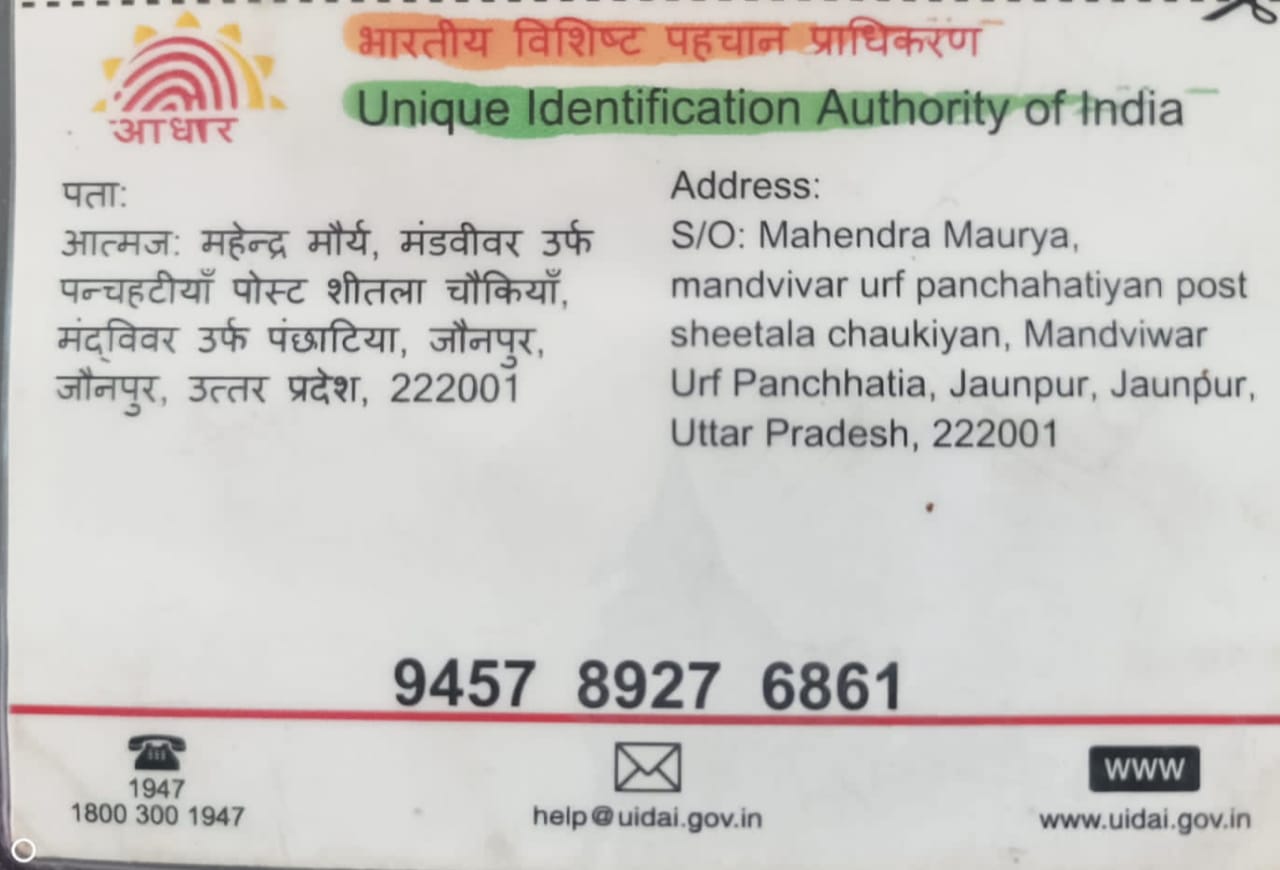 आधार
भारतीय विशिष्ट पहचान प्राधिकरण
Unique Identification Authority of India
पता:
आत्मज: महेन्द्र मौर्य, मंडवीवर उर्फ
पन्चहटीयाँ पोस्ट शीतला चौकियाँ,
मंद्विवर उर्फ पंछाटिया, जौनपुर,
जौनपुर, उत्तर प्रदेश, 222001
Address:
S/O: Mahendra Maurya,
mandvivar urf panchahatiyan post
sheetala chaukiyan, Mandviwar
Urf Panchhatia, Jaunpur, Jaunpur,
Uttar Pradesh, 222001
9457 8927 6861
1947
1800 300 1947
help@uidai.gov.in
WWW
www.uidai.gov.in